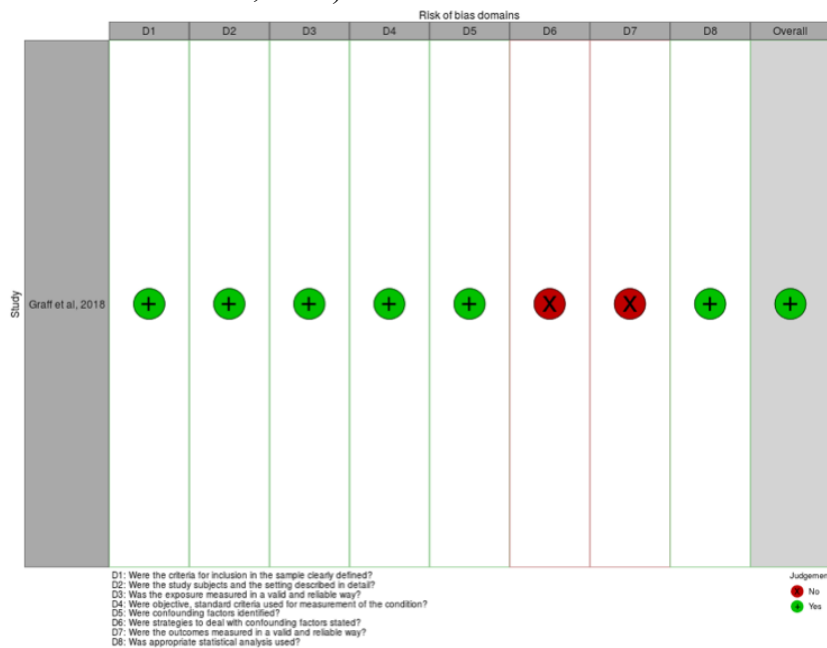 Risk of bias domains
D1 D2 D3 D4 D5 D6 D7 D8 Overall
Study
Graff et al, 2018
+ + + + + X X + +
D1: Were the criteria for inclusion in the sample clearly defined?
D2: Were the study subjects and the setting described in detail?
D3: Was the exposure measured in a valid and reliable way?
D4: Were objective, standard criteria used for measurement of the condition?
D5: Were confounding factors identified?
D6: Were strategies to deal with confounding factors stated?
D7: Were the outcomes measured in a valid and reliable way?
D8: Was appropriate statistical analysis used?
Judgemen
X No
+ Yes